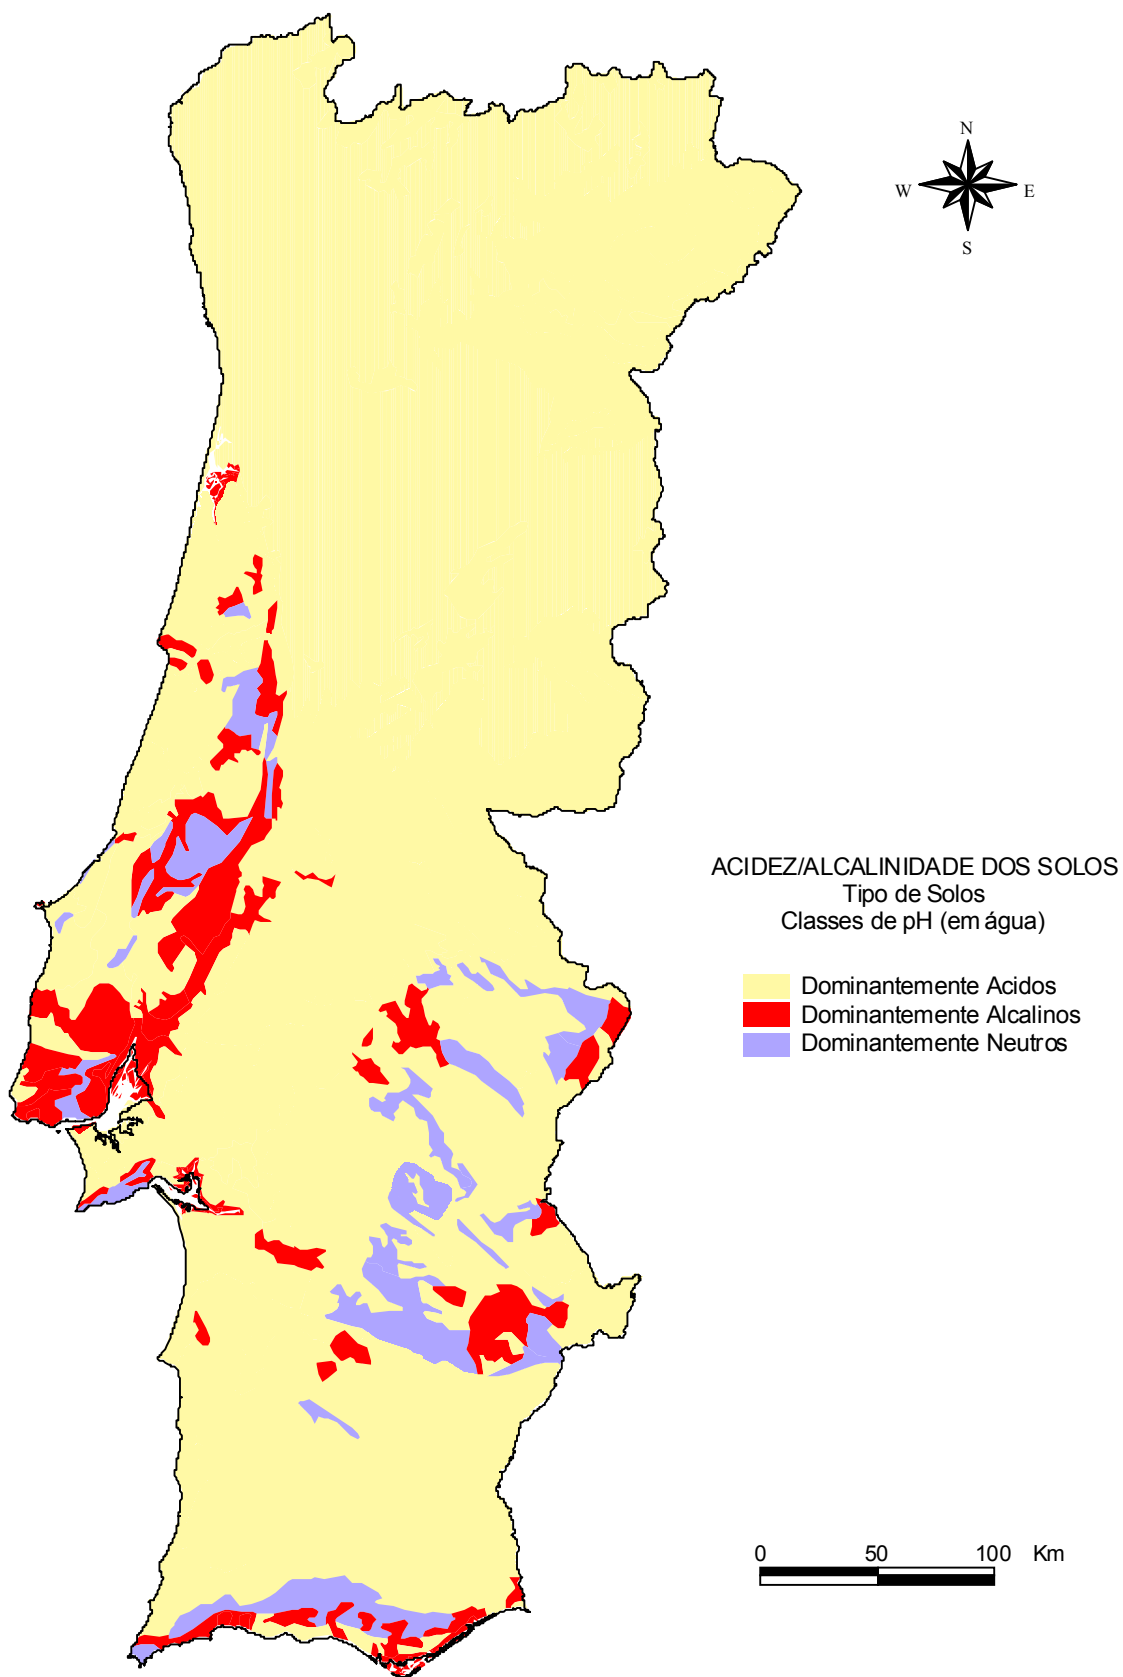 N
W
E
S
ACIDEZ/ALCALINIDADE DOS SOLOS
Tipo de Solos
Classes de pH (em água)
Dominantemente Acidos
Dominantemente Alcalinos
Dominantemente Neutros
0 50 100 Km